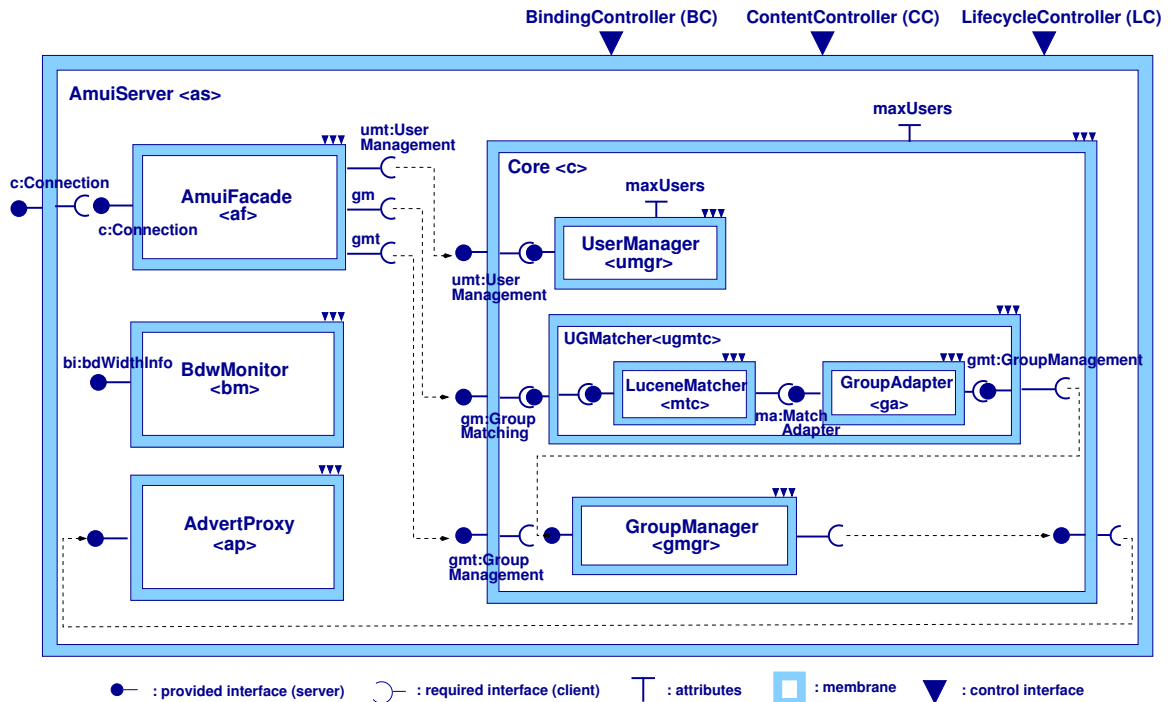 BindingController (BC)
ContentController (CC)
LifecycleController (LC)
AmuiServer <as>
maxUsers
umt:User
Management
Core <c>
c:Connection
AmuiFacade
<af>
gm
gmt
c:Connection
maxUsers
UserManager
<umgr>
umt:User
Management
bi:bdWidthInfo
BdwMonitor
<bm>
UGMatcher<ugmtc>
gmt:GroupManagement
LuceneMatcher
<mtc>
GroupAdapter
<ga>
ma:Match
Adapter
gm:Group
Matching
AdvertProxy
<ap>
GroupManager
<gmgr>
gmt:Group
Management
: provided interface (server)
: required interface (client)
: attributes
: membrane
: control interface